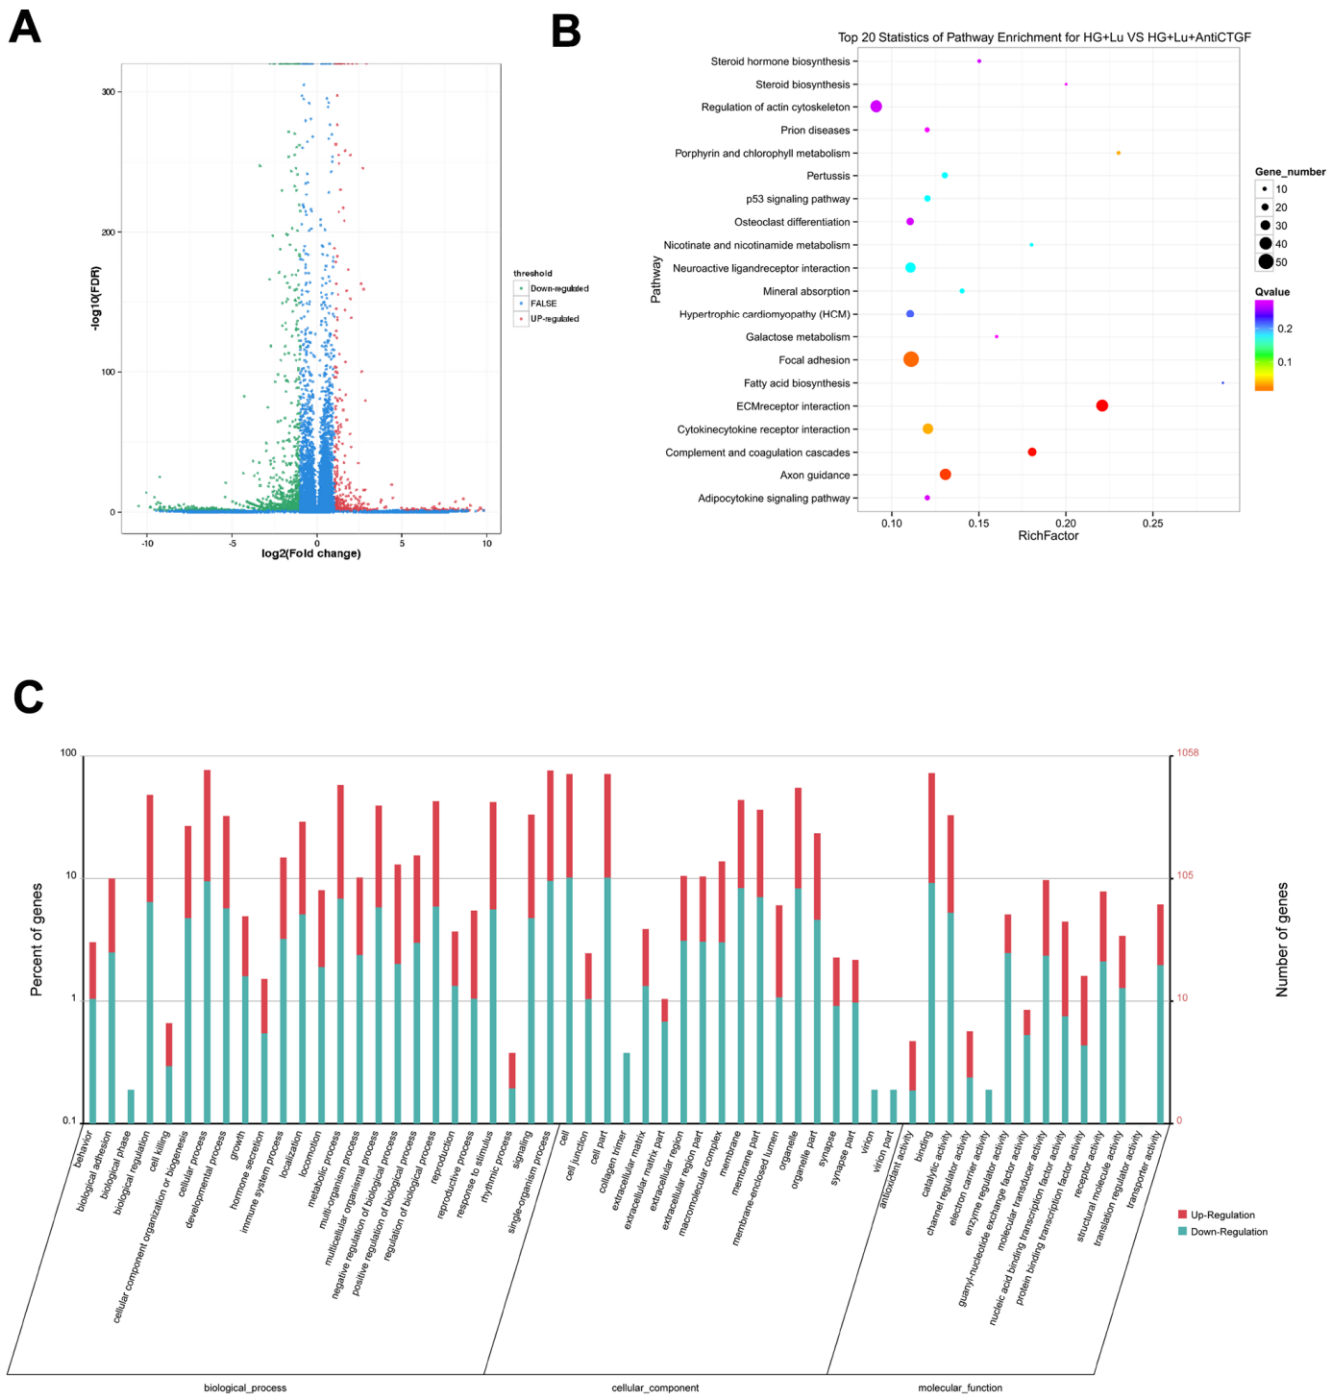 A
300
200
100
0
-log10(FDR)
-10
-5
0
5
10
log2(Fold change)
threshold
Down-regulated
FALSE
UP-regulated
B
Top 20 Statistics of Pathway Enrichment for HG+Lu VS HG+Lu+AntiCTGF
Pathway
Steroid hormone biosynthesis
Steroid biosynthesis
Regulation of actin cytoskeleton
Prion diseases
Porphyrin and chlorophyll metabolism
Pertussis
p53 signaling pathway
Osteoclast differentiation
Nicotinate and nicotinamide metabolism
Neuroactive ligandreceptor interaction
Mineral absorption
Hypertrophic cardiomyopathy (HCM)
Galactose metabolism
Focal adhesion
Fatty acid biosynthesis
ECMreceptor interaction
Cytokinecytokine receptor interaction
Complement and coagulation cascades
Axon guidance
Adipocytokine signaling pathway
0.10
0.15
0.20
0.25
RichFactor
Gene_number
10
20
30
40
50
Qvalue
0.2
0.1
C
Percent of genes
100
10
1
0.1
1058
105
10
0
Number of genes
behavior
biological adhesion
biological phase
biological regulation
cell killing
cellular component organization or biogenesis
cellular process
developmental process
growth
hormone secretion
immune system process
localization
locomotion
metabolic process
multi-organism process
multicellular organismal process
negative regulation of biological process
positive regulation of biological process
regulation of biological process
reproduction
reproductive process
response to stimulus
rhythmic process
signaling
single-organism process
cell
cell junction
cell part
collagen trimer
extracellular matrix
extracellular matrix part
extracellular region
extracellular region part
macromolecular complex
membrane
membrane part
membrane-enclosed lumen
organelle
organelle part
synapse
synapse part
virion
virion part
antioxidant activity
binding
catalytic activity
channel regulator activity
electron carrier activity
enzyme regulator activity
guanyl-nucleotide exchange factor activity
molecular transducer activity
nucleic acid binding transcription factor activity
protein binding transcription factor activity
receptor activity
structural molecule activity
translation regulator activity
transporter activity
Up-Regulation
Down-Regulation
biological_process
cellular_component
molecular_function